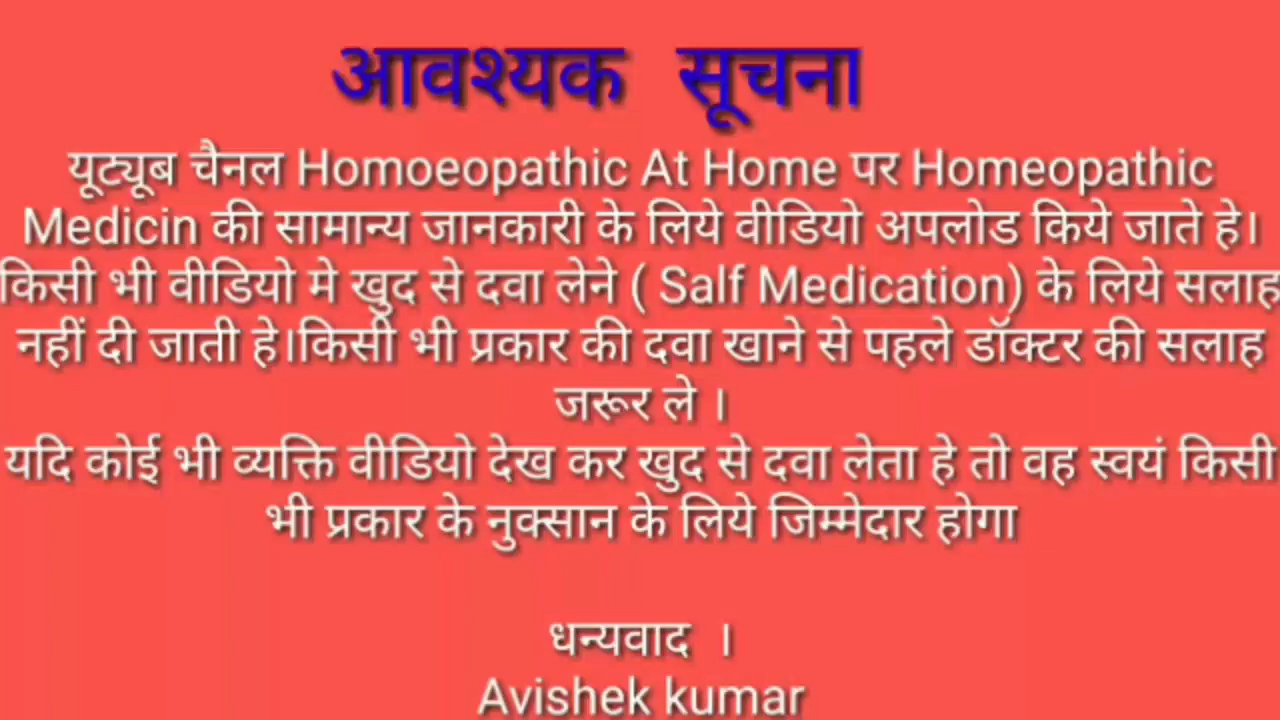 आवश्यक सूचना
यूट्यूब चैनल Homoeopathic At Home पर Homeopathic
Medicin की सामान्य जानकारी के लिये वीडियो अपलोड किये जाते हे।
किसी भी वीडियो मे खुद से दवा लेने ( Salf Medication) के लिये सलाह
नहीं दी जाती हे।किसी भी प्रकार की दवा खाने से पहले डॉक्टर की सलाह
जरूर ले ।
यदि कोई भी व्यक्ति वीडियो देख कर खुद से दवा लेता हे तो वह स्वयं किसी
भी प्रकार के नुक्सान के लिये जिम्मेदार होगा
धन्यवाद ।
Avishek kumar